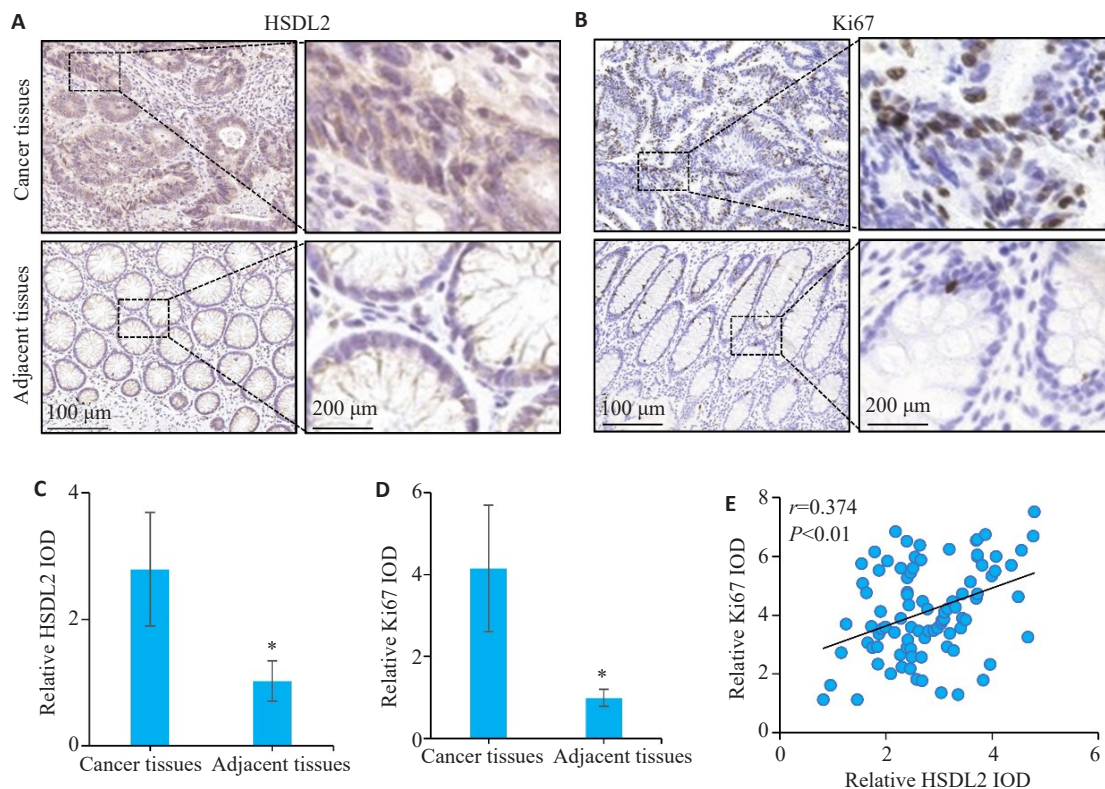 A
HSDL2
Cancer tissues
Adjacent tissues
100 μm
200 μm
B
Ki67
100 μm
200 μm
C
Relative HSDL2 IOD
4
2
0
*
Cancer tissues
Adjacent tissues
D
Relative Ki67 IOD
6
4
2
0
*
Cancer tissues
Adjacent tissues
E
Relative Ki67 IOD
8
6
4
2
0
r=0.374
P<0.01
0
2
4
6
Relative HSDL2 IOD